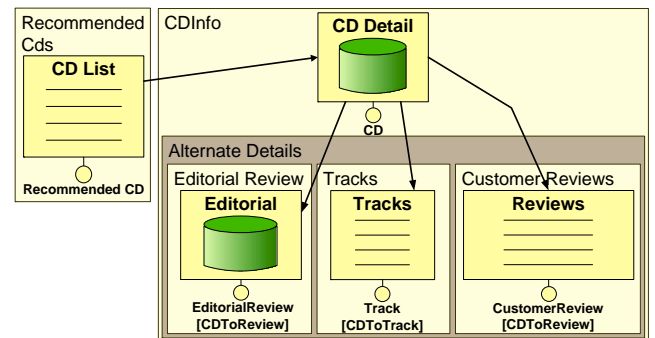 Recommended
Cds
CD List
Recommended CD
CDInfo
CD Detail
CD
Alternate Details
Editorial Review
Editorial
EditorialReview
[CDToReview]
Tracks
Tracks
Track
[CDToTrack]
Customer Reviews
Reviews
CustomerReview
[CDToReview]